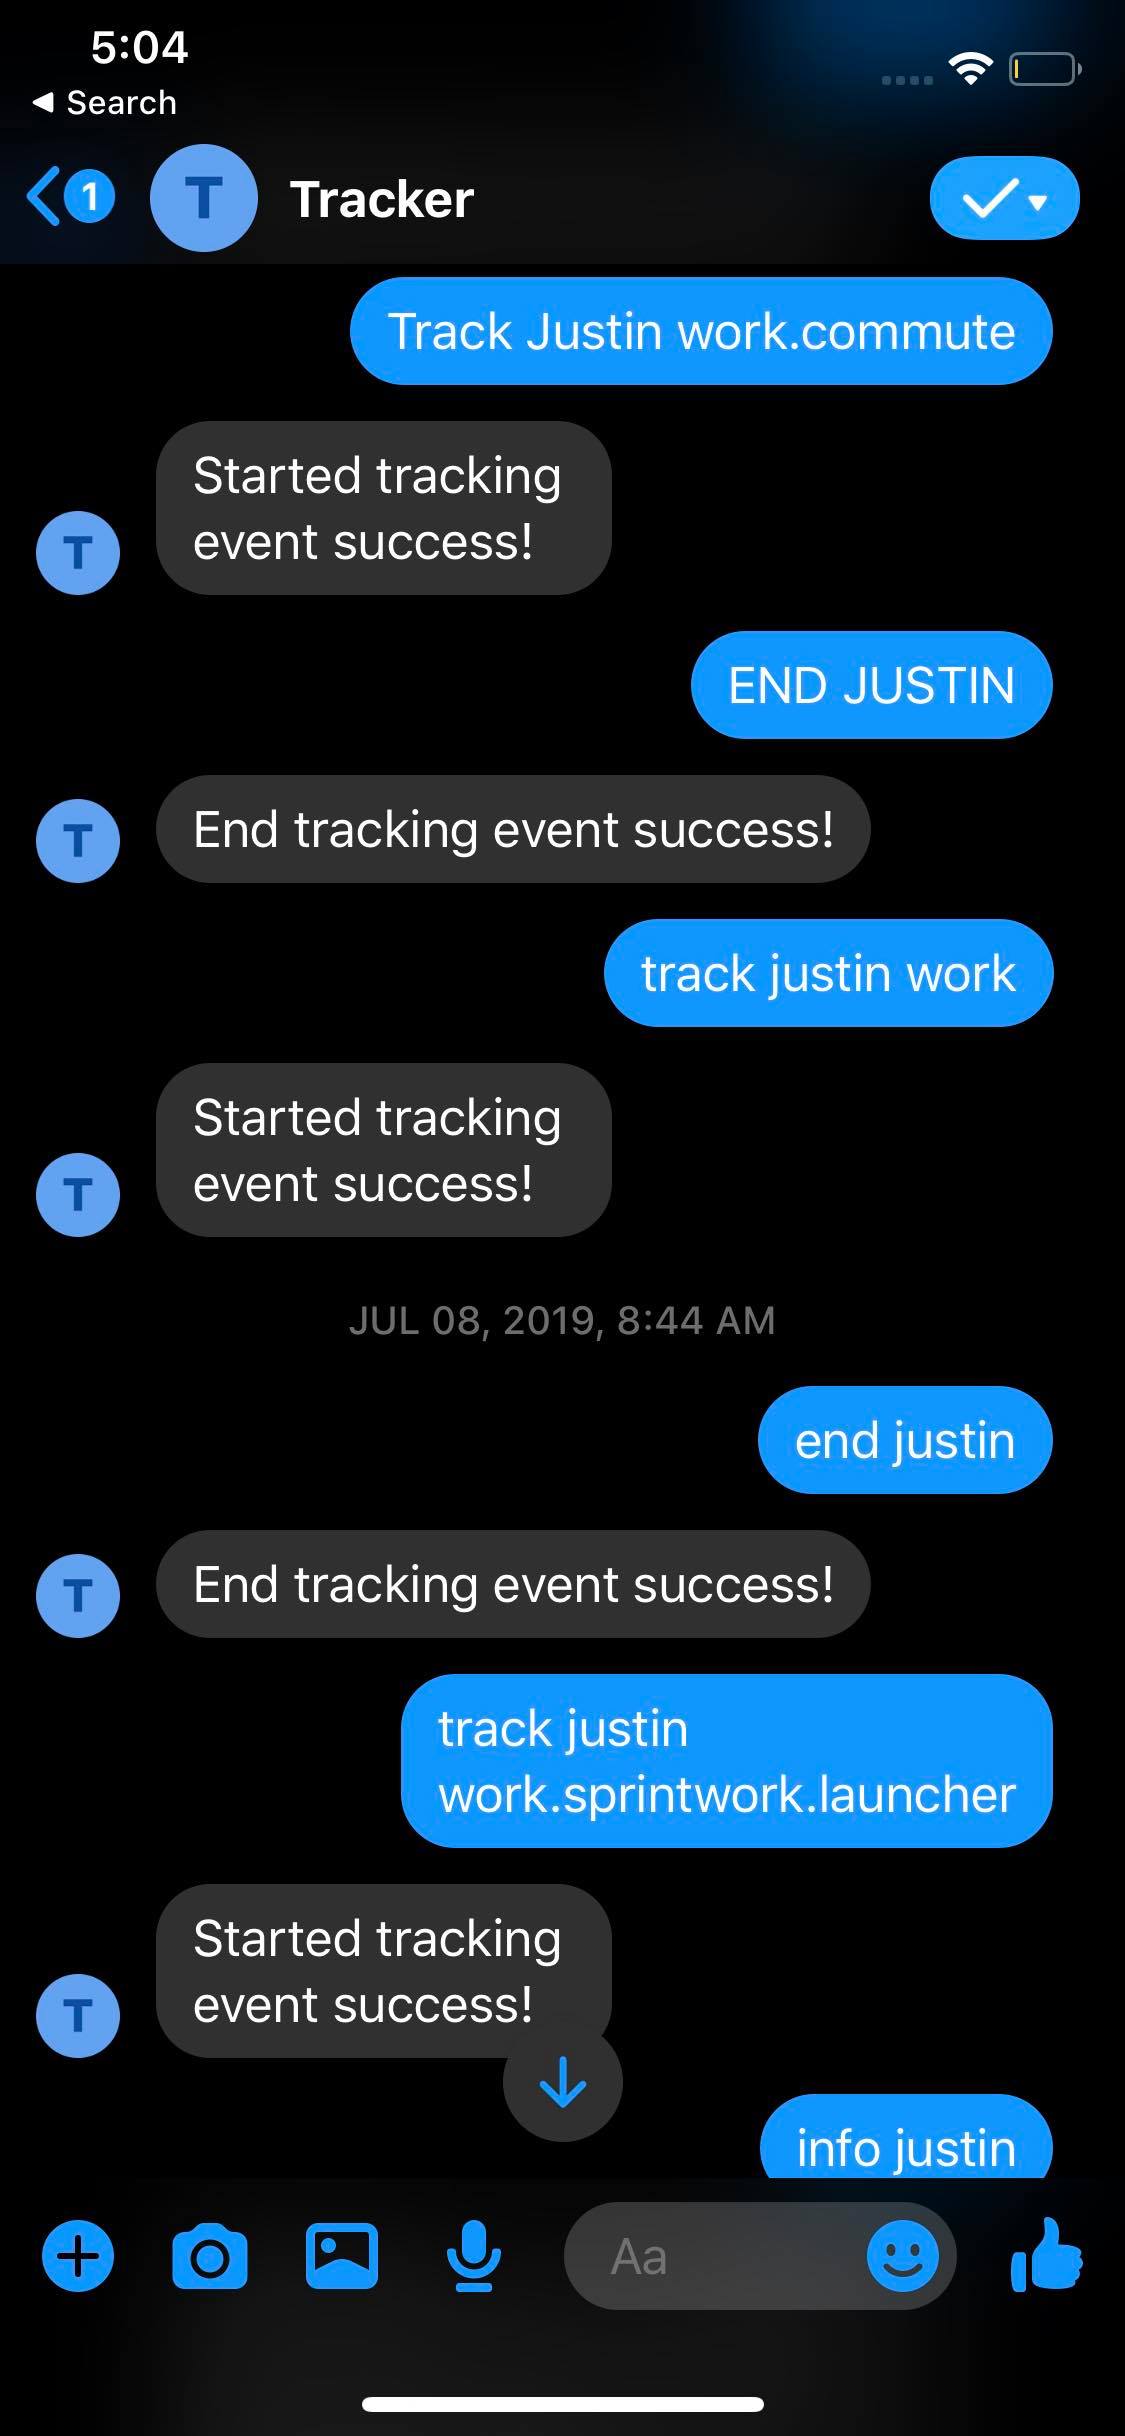 5:04
◀ Search
1
T
Tracker
Track Justin work.commute
Started tracking
event success!
T
END JUSTIN
End tracking event success!
T
track justin work
Started tracking
event success!
T
JUL 08, 2019, 8:44 AM
end justin
End tracking event success!
T
track justin
work.sprintwork.launcher
Started tracking
event success!
T
info justin
Aa